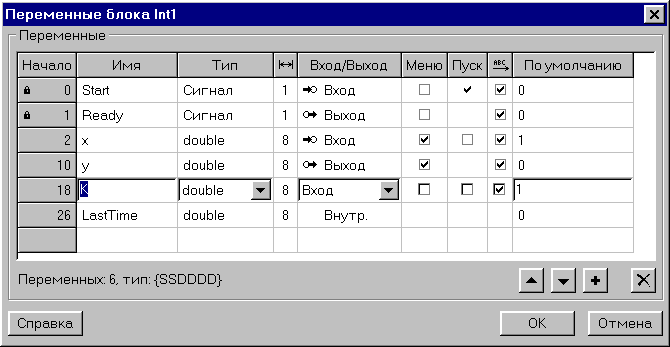 Переменные блока Int1
Переменные
Начало Имя Тип Вход/Выход Меню Пуск ABC По умолчанию
0 Start Сигнал 1 Вход 0
1 Ready Сигнал 1 Выход 0
2 x double 8 Вход 1
10 y double 8 Выход 0
18 K double 8 Вход 1
26 LastTime double 8 Внутр. 0
Переменных: 6, тип: {SSDDDD}
Справка OK Отмена